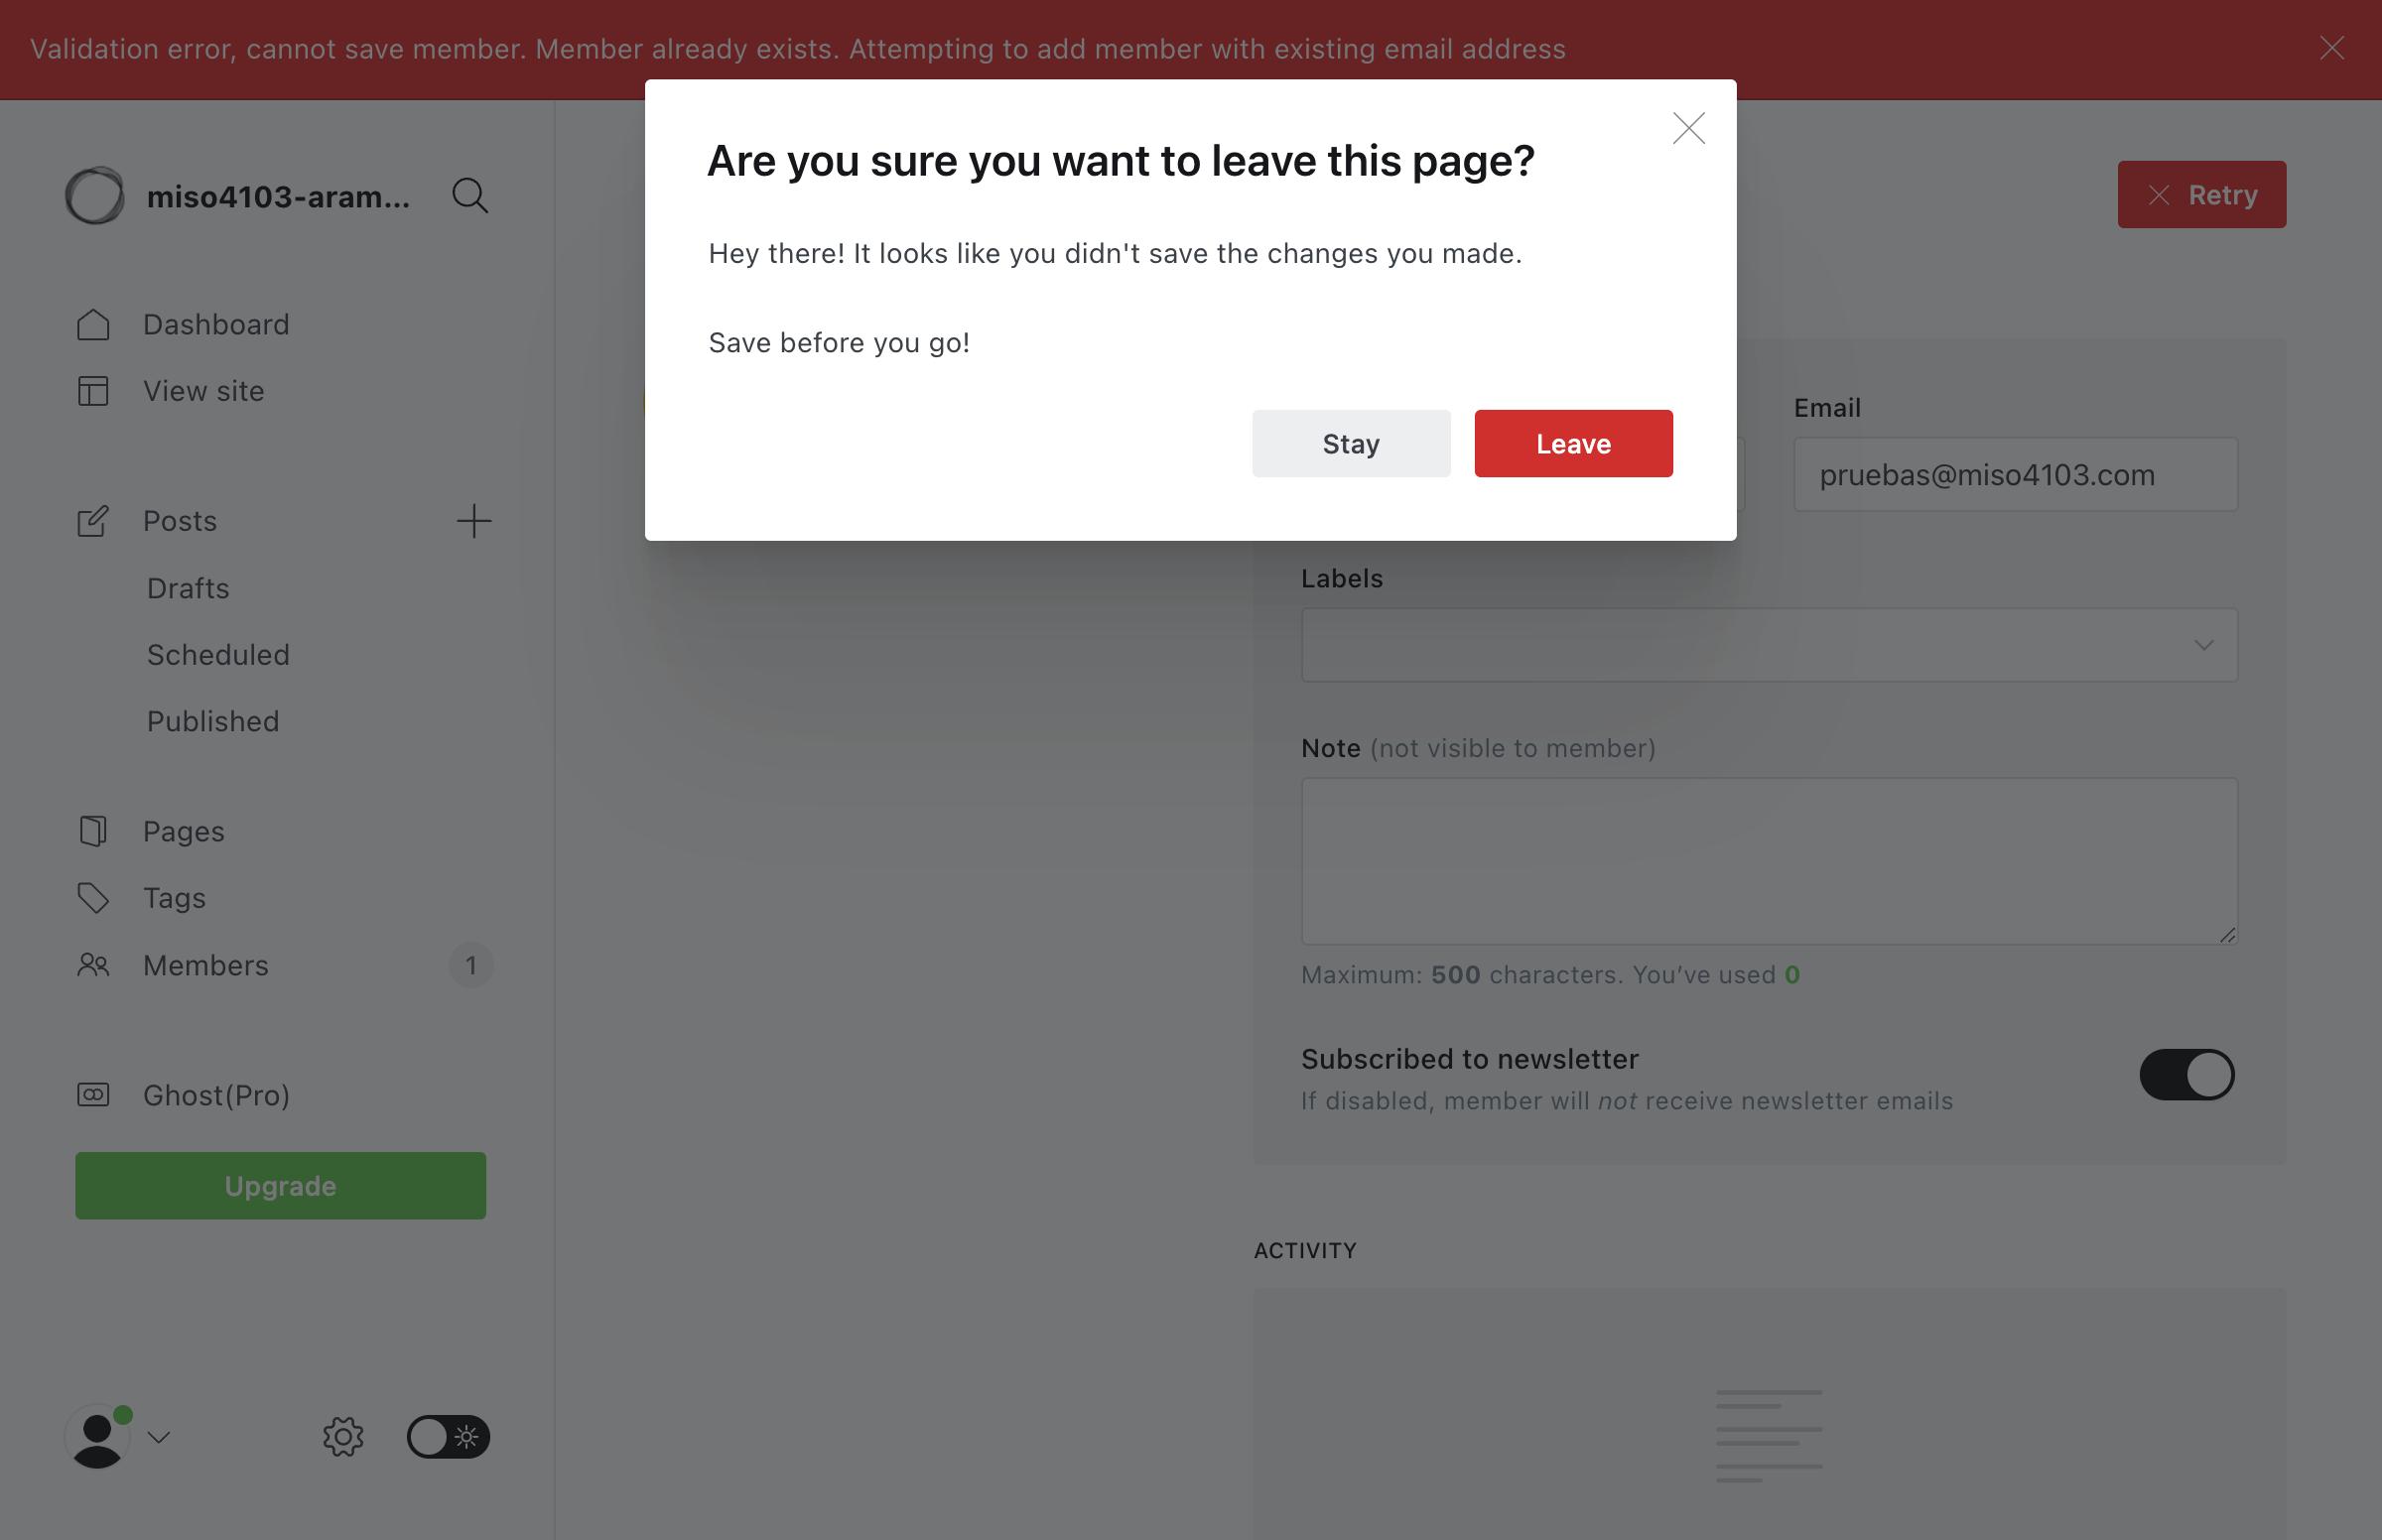 Validation error, cannot save member. Member already exists. Attempting to add member with existing email address
Are you sure you want to leave this page?
Hey there! It looks like you didn't save the changes you made.
Save before you go!
Stay
Leave
miso4103-aram...
Dashboard
View site
Posts
Drafts
Scheduled
Published
Pages
Tags
Members
1
Ghost(Pro)
Upgrade
Retry
Email
pruebas@miso4103.com
Labels
Note (not visible to member)
Maximum: 500 characters. You’ve used 0
Subscribed to newsletter
If disabled, member will not receive newsletter emails
ACTIVITY